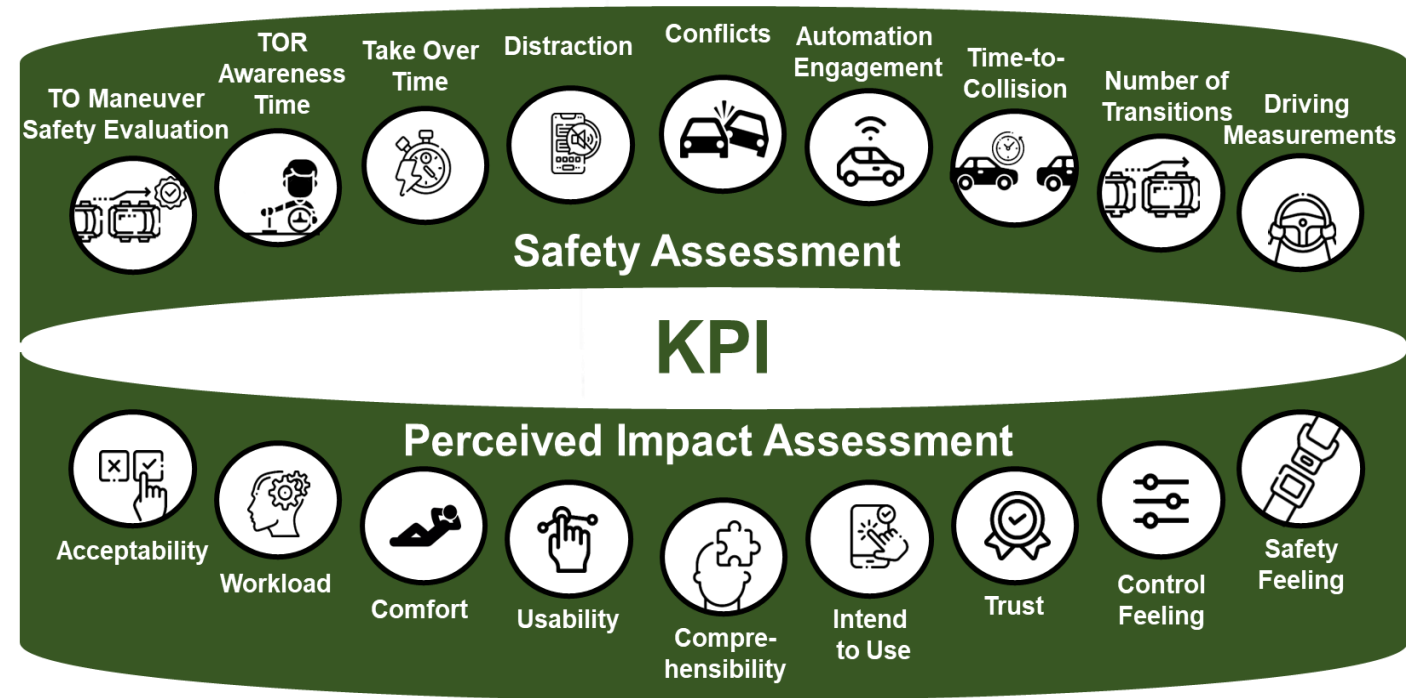 TO Maneuver
Safety Evaluation
TOR
Awareness
Time
Take Over
Time
Distraction
Conflicts
Automation
Engagement
Time-to-
Collision
Number of
Transitions
Driving
Measurements
Safety Assessment
KPI
Perceived Impact Assessment
Acceptability
Workload
Comfort
Usability
Compre-
hensibility
Intend
to Use
Trust
Control
Feeling
Safety
Feeling